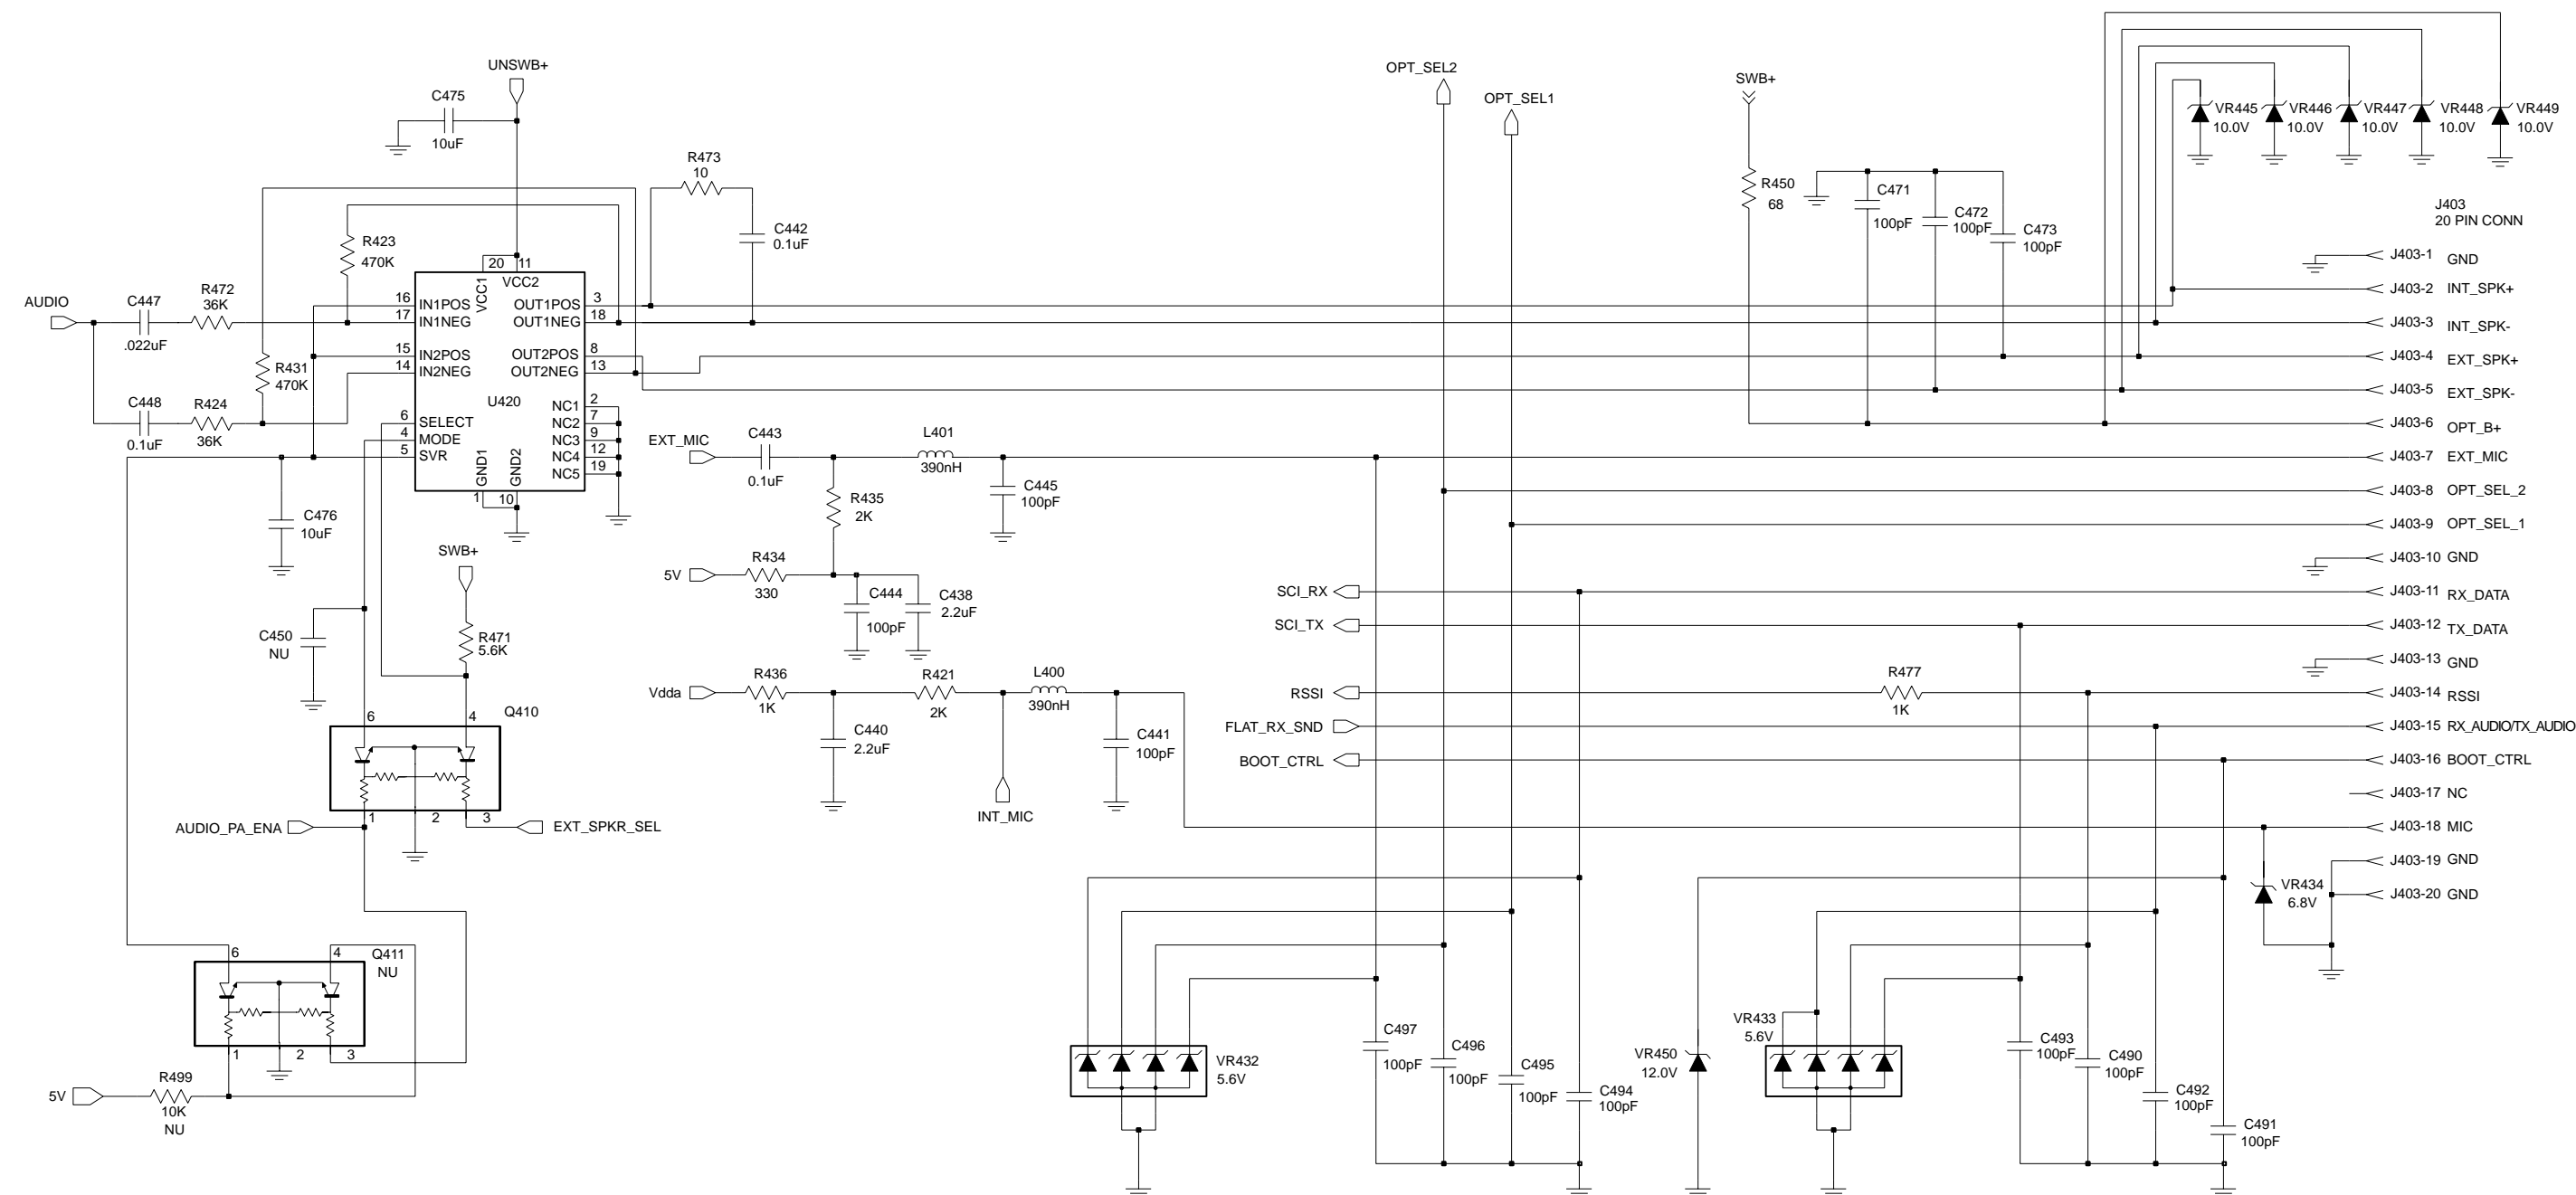 UNSWB+
C475
10uF
R473
10
C442
0.1uF
R423
470K
AUDIO
C447
.022uF
R472
36K
R431
470K
C448
0.1uF
R424
36K
20
11
VCC1
VCC2
16 IN1POS
17 IN1NEG
15 IN2POS
14 IN2NEG
6 SELECT
4 MODE
5 SVR
OUT1POS 3
OUT1NEG 18
OUT2POS 8
OUT2NEG 13
U420
NC1 2
NC2 7
NC3 9
NC4 12
NC5 19
GND1
GND2
1
10
C476
10uF
SWB+
R471
5.6K
C450
NU
6
4
Q410
1
2
3
AUDIO_PA_ENA
EXT_SPKR_SEL
6
4
Q411
NU
1
2
3
5V
R499
10K
NU
EXT_MIC
C443
0.1uF
L401
390nH
R435
2K
C445
100pF
5V
R434
330
C444
100pF
C438
2.2uF
Vdda
R436
1K
R421
2K
L400
390nH
C440
2.2uF
C441
100pF
INT_MIC
OPT_SEL2
OPT_SEL1
SWB+
R450
68
C471
100pF
C472
100pF
C473
100pF
VR445
10.0V
VR446
10.0V
VR447
10.0V
VR448
10.0V
VR449
10.0V
J403
20 PIN CONN
J403-1 GND
J403-2 INT_SPK+
J403-3 INT_SPK-
J403-4 EXT_SPK+
J403-5 EXT_SPK-
J403-6 OPT_B+
J403-7 EXT_MIC
J403-8 OPT_SEL_2
J403-9 OPT_SEL_1
J403-10 GND
J403-11 RX_DATA
J403-12 TX_DATA
J403-13 GND
J403-14 RSSI
J403-15 RX_AUDIO/TX_AUDIO
J403-16 BOOT_CTRL
J403-17 NC
J403-18 MIC
J403-19 GND
J403-20 GND
SCI_RX
SCI_TX
RSSI
FLAT_RX_SND
BOOT_CTRL
R477
1K
VR434
6.8V
VR432
5.6V
C497
100pF
C496
100pF
C495
100pF
C494
100pF
VR450
12.0V
VR433
5.6V
C493
100pF
C490
100pF
C492
100pF
C491
100pF